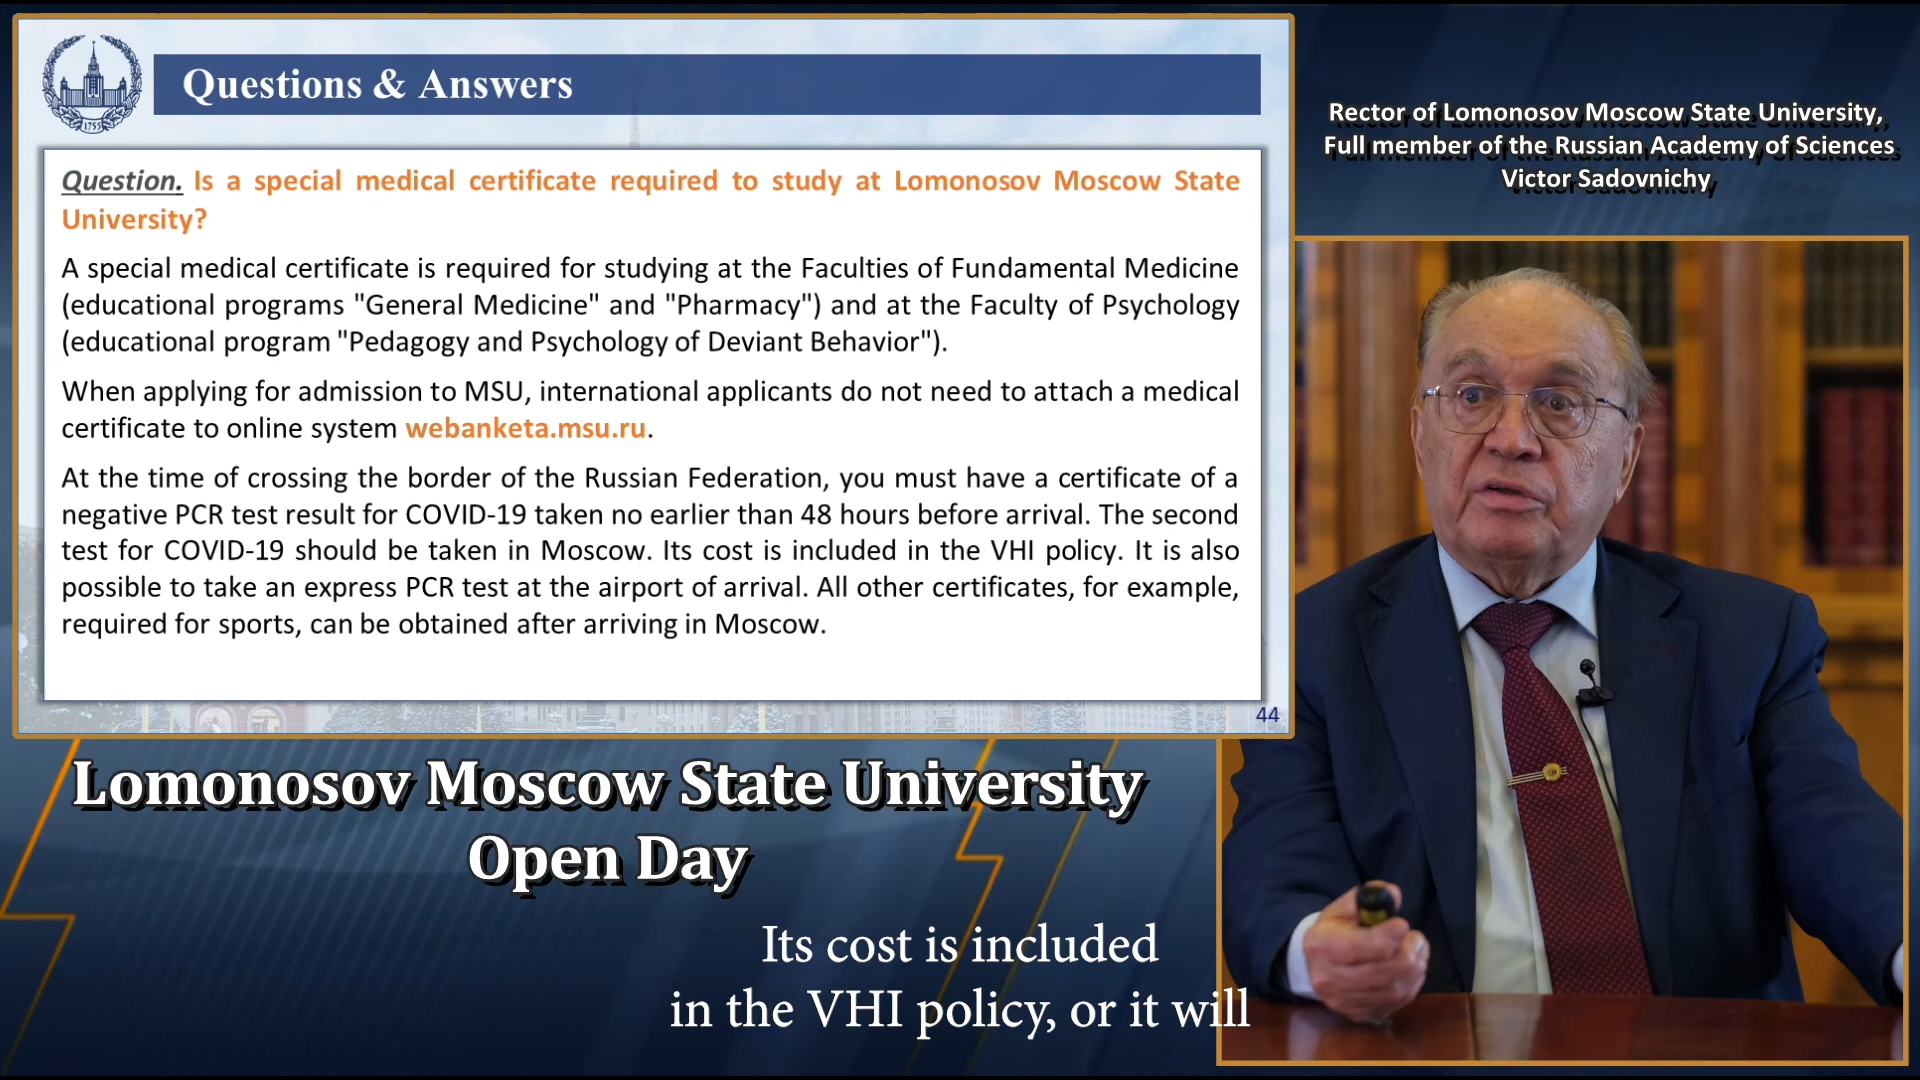 1755
Questions & Answers
Question. Is a special medical certificate required to study at Lomonosov Moscow State
University?
A special medical certificate is required for studying at the Faculties of Fundamental Medicine
(educational programs "General Medicine" and "Pharmacy") and at the Faculty of Psychology
(educational program "Pedagogy and Psychology of Deviant Behavior").
When applying for admission to MSU, international applicants do not need to attach a medical
certificate to online system webanketa.msu.ru.
At the time of crossing the border of the Russian Federation, you must have a certificate of a
negative PCR test result for COVID-19 taken no earlier than 48 hours before arrival. The second
test for COVID-19 should be taken in Moscow. Its cost is included in the VHI policy. It is also
possible to take an express PCR test at the airport of arrival. All other certificates, for example,
required for sports, can be obtained after arriving in Moscow.
44
Rector of Lomonosov Moscow State University,
Full member of the Russian Academy of Sciences
Victor Sadovnichy
Lomonosov Moscow State University
Open Day
Its cost is included
in the VHI policy, or it will